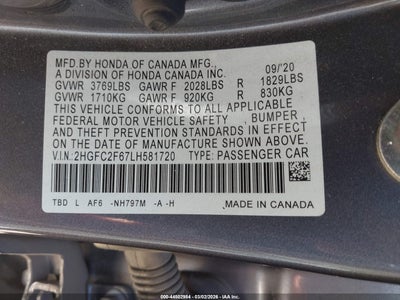 MFD.BY HONDA OF CANADA MFG.,
A DIVISION OF HONDA CANADA INC. 09/'20
GVWR 3769LBS GAWR F 2028LBS R 1829LBS
GVWR 1710KG GAWR F 920KG R 830KG
THIS VEHICLE CONFORMS TO ALL APPLICABLE
FEDERAL MOTOR VEHICLE SAFETY , BUMPER ,
AND THEFT PREVENTION STANDARDS IN EFFECT
ON THE DATE OF MANUFACTURE SHOWN ABOVE.
V.I.N:2HGFC2F67LH581720 TYPE: PASSENGER CAR
TBD L AF6 -NH797M -A -H
MADE IN CANADA
000-44502984 - 03/02/2026 - IAA